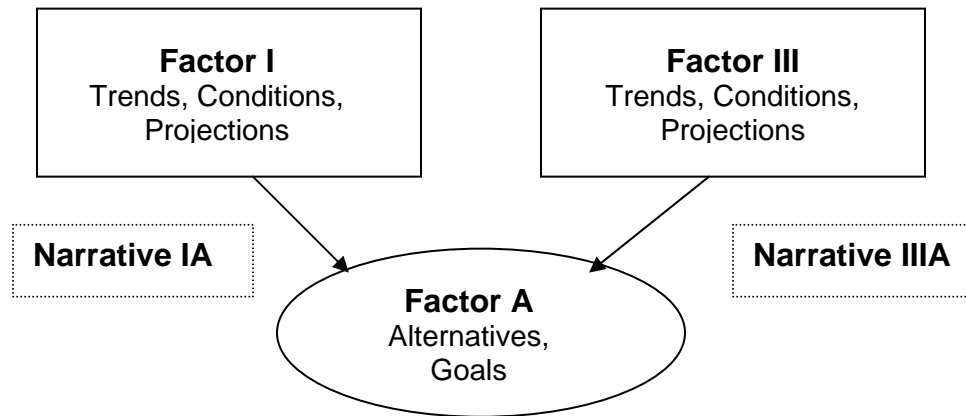 Factor I
Trends, Conditions,
Projections
Factor III
Trends, Conditions,
Projections
Narrative IA
Narrative IIIA
Factor A
Alternatives,
Goals